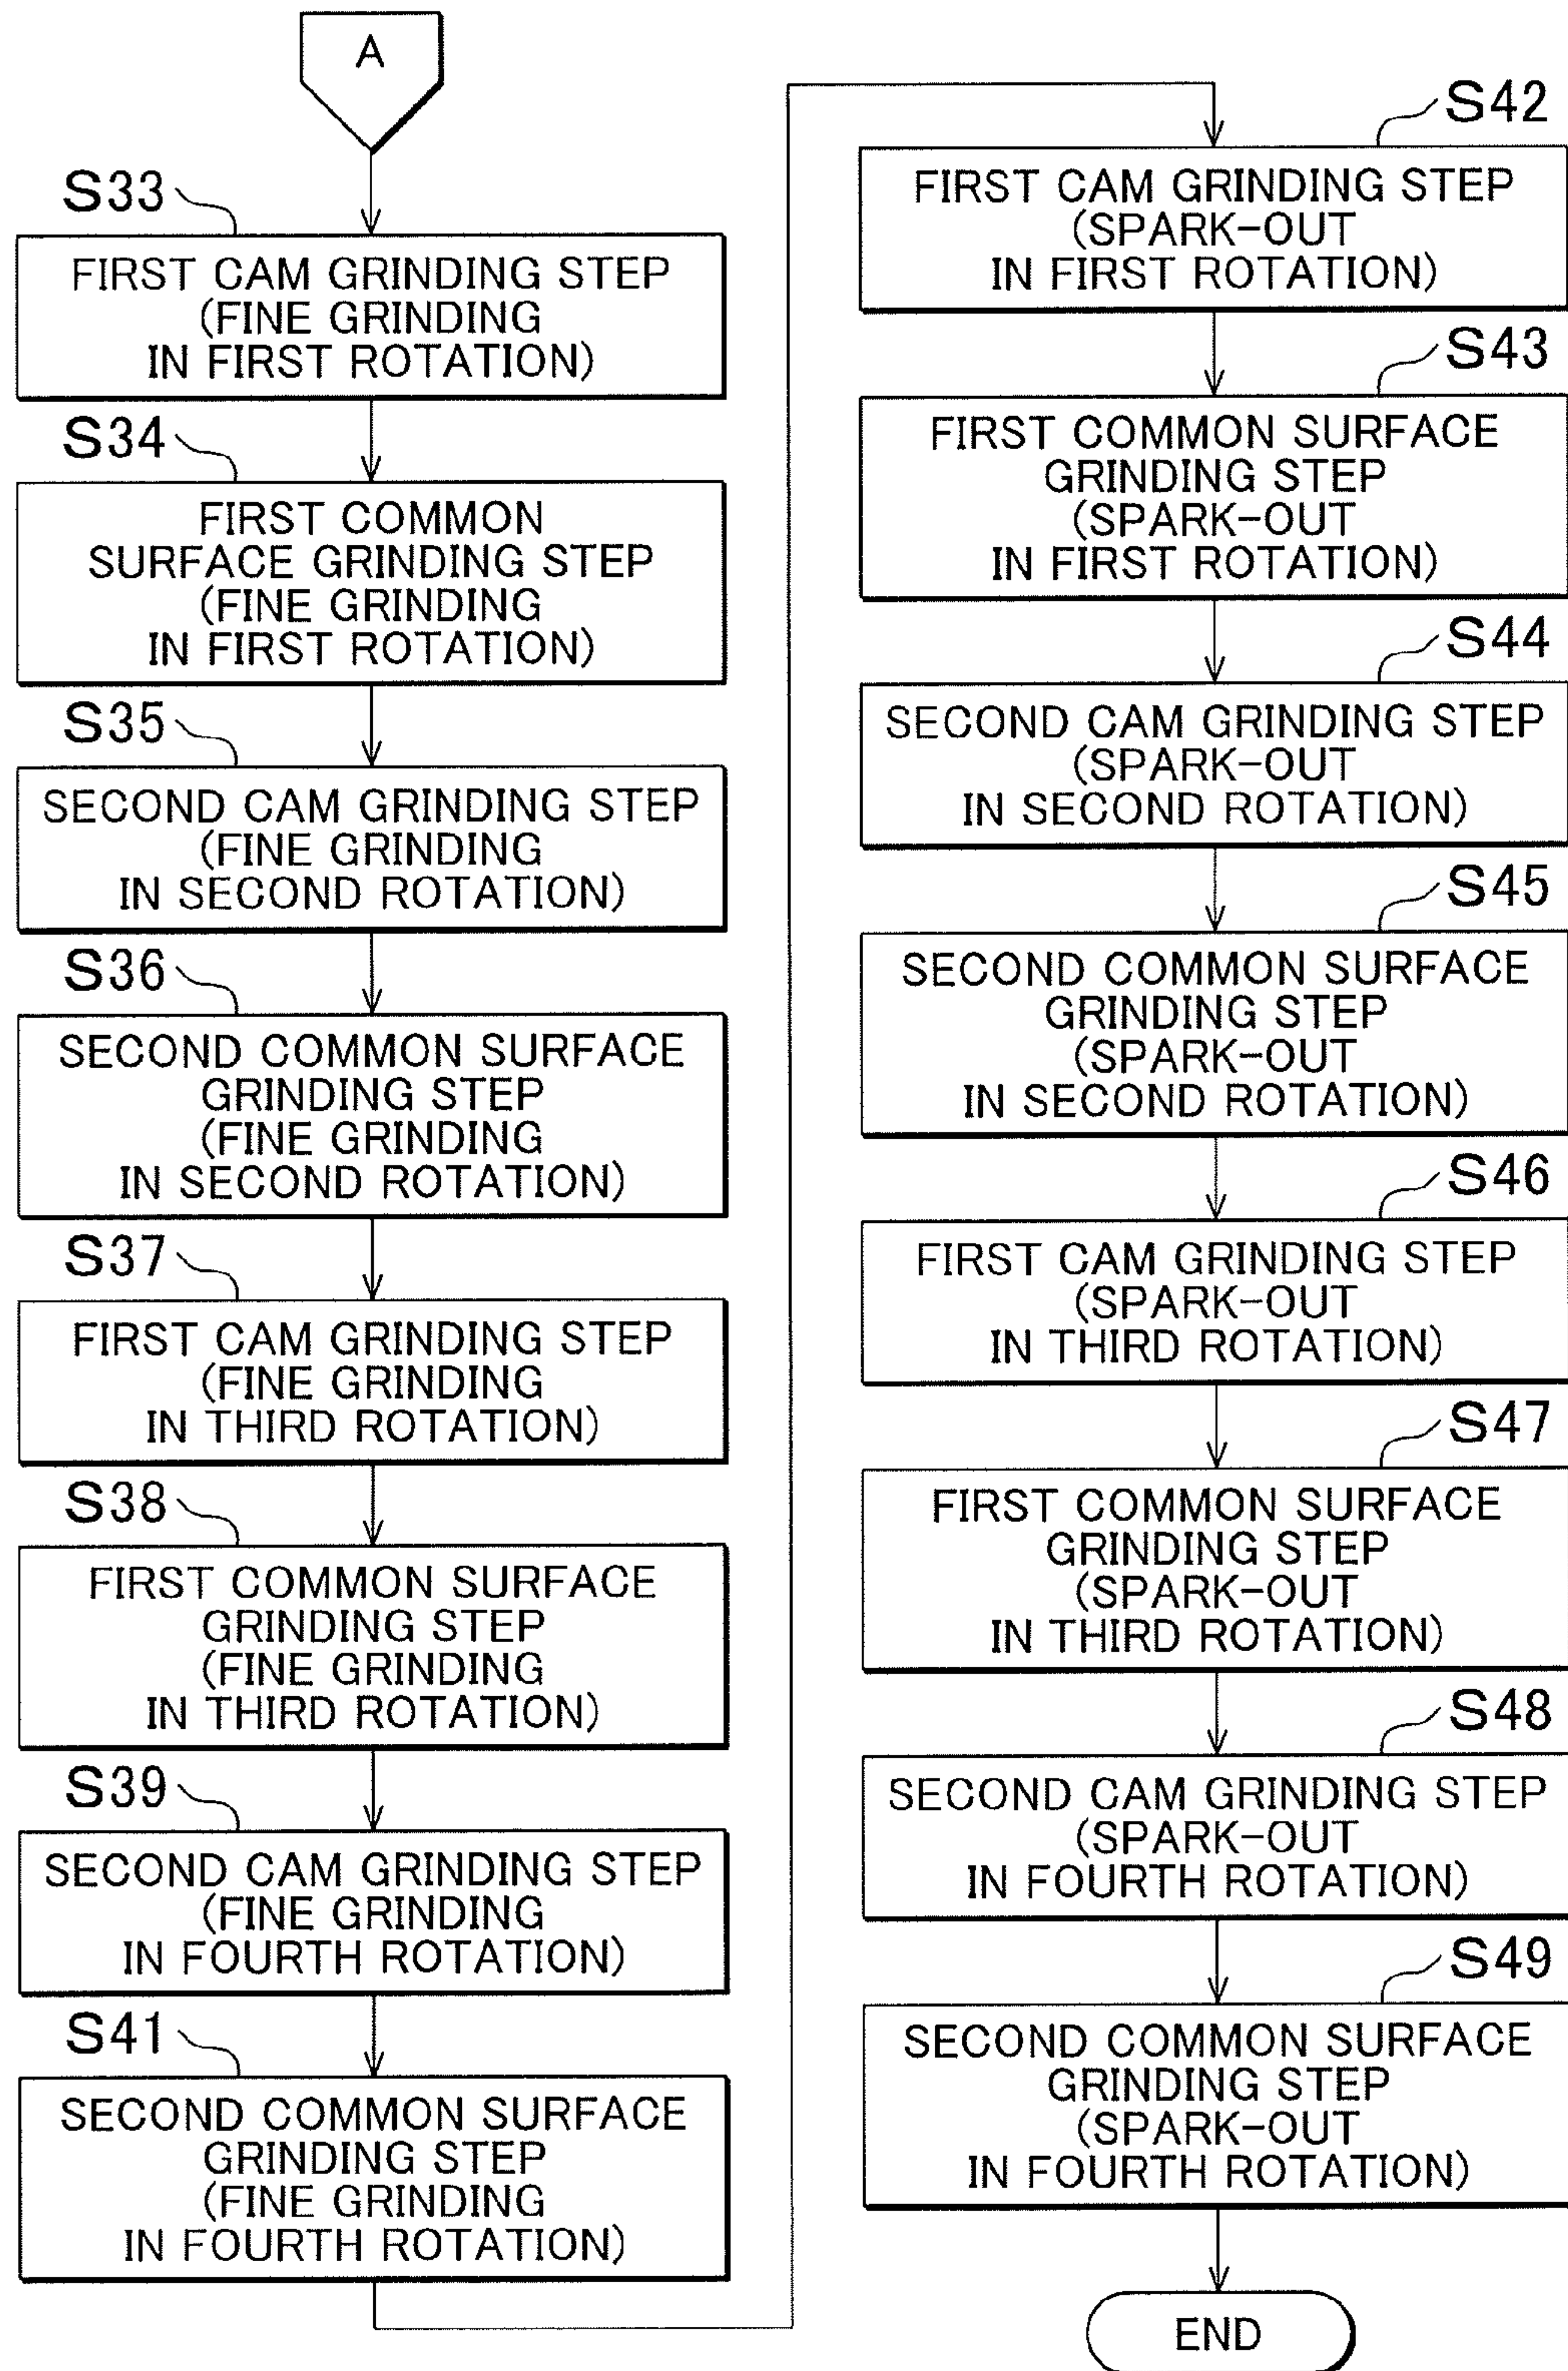 A
S33
FIRST CAM GRINDING STEP
(FINE GRINDING
IN FIRST ROTATION)
S34
FIRST COMMON
SURFACE GRINDING STEP
(FINE GRINDING
IN FIRST ROTATION)
S35
SECOND CAM GRINDING STEP
(FINE GRINDING
IN SECOND ROTATION)
S36
SECOND COMMON SURFACE
GRINDING STEP
(FINE GRINDING
IN SECOND ROTATION)
S37
FIRST CAM GRINDING STEP
(FINE GRINDING
IN THIRD ROTATION)
S38
FIRST COMMON SURFACE
GRINDING STEP
(FINE GRINDING
IN THIRD ROTATION)
S39
SECOND CAM GRINDING STEP
(FINE GRINDING
IN FOURTH ROTATION)
S41
SECOND COMMON SURFACE
GRINDING STEP
(FINE GRINDING
IN FOURTH ROTATION)
S42
FIRST CAM GRINDING STEP
(SPARK-OUT
IN FIRST ROTATION)
S43
FIRST COMMON SURFACE
GRINDING STEP
(SPARK-OUT
IN FIRST ROTATION)
S44
SECOND CAM GRINDING STEP
(SPARK-OUT
IN SECOND ROTATION)
S45
SECOND COMMON SURFACE
GRINDING STEP
(SPARK-OUT
IN SECOND ROTATION)
S46
FIRST CAM GRINDING STEP
(SPARK-OUT
IN THIRD ROTATION)
S47
FIRST COMMON SURFACE
GRINDING STEP
(SPARK-OUT
IN THIRD ROTATION)
S48
SECOND CAM GRINDING STEP
(SPARK-OUT
IN FOURTH ROTATION)
S49
SECOND COMMON SURFACE
GRINDING STEP
(SPARK-OUT
IN FOURTH ROTATION)
END